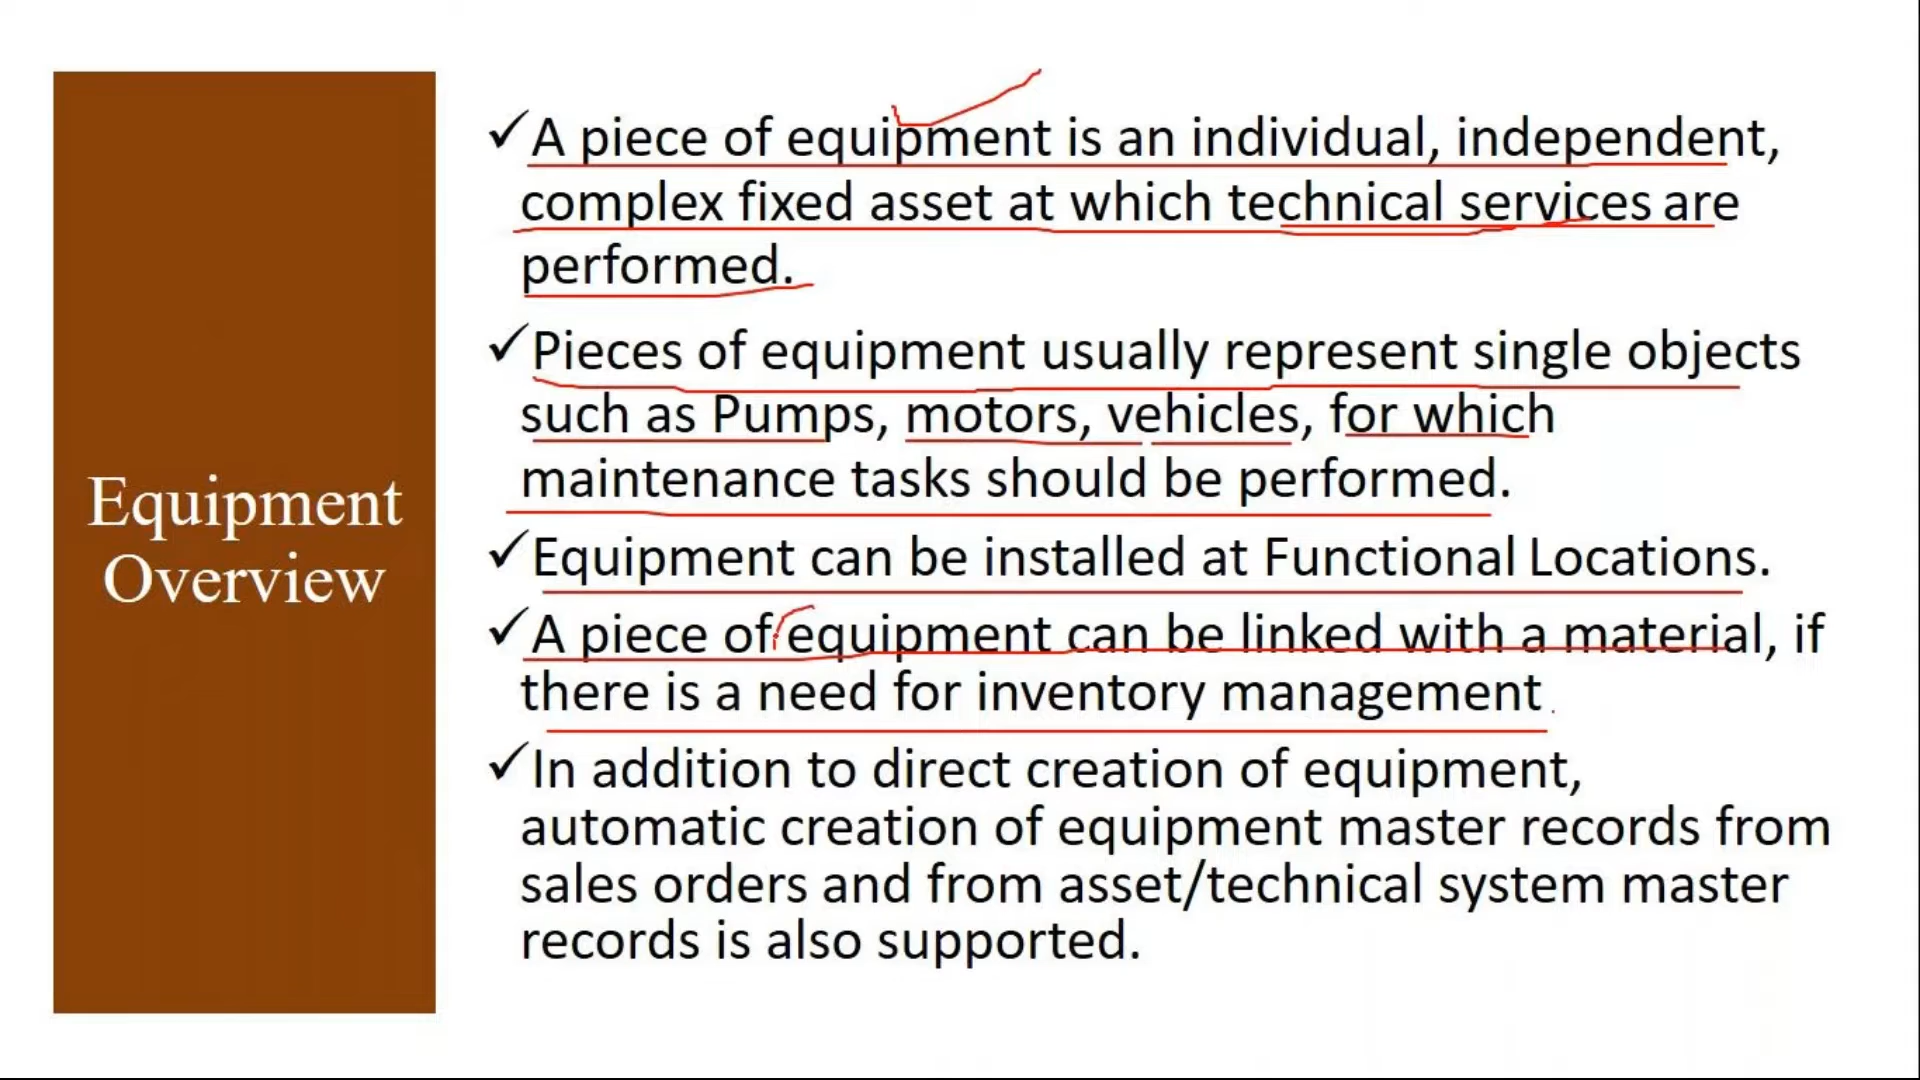 Equipment
Overview
✓A piece of equipment is an individual, independent,
complex fixed asset at which technical services are
performed.
✓Pieces of equipment usually represent single objects
such as Pumps, motors, vehicles, for which
maintenance tasks should be performed.
✓Equipment can be installed at Functional Locations.
✓A piece of equipment can be linked with a material, if
there is a need for inventory management
✓In addition to direct creation of equipment,
automatic creation of equipment master records from
sales orders and from asset/technical system master
records is also supported.